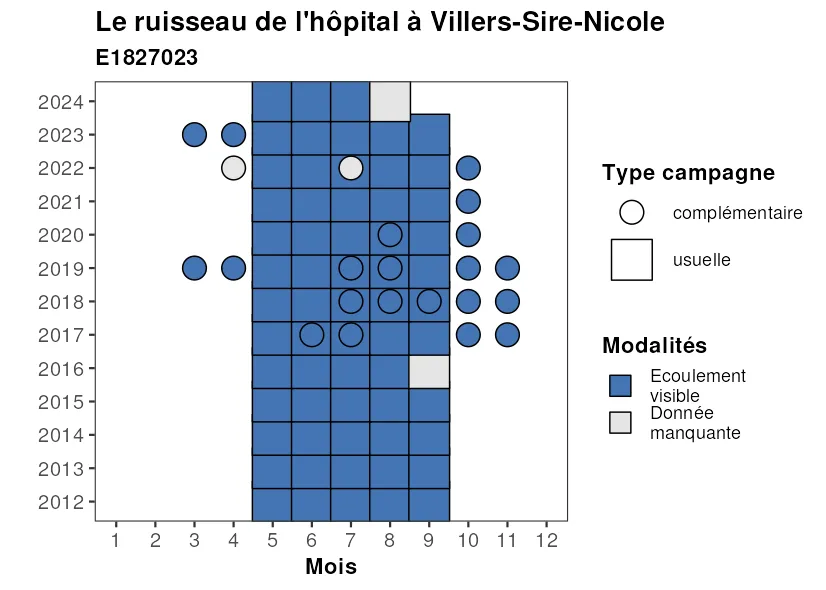 Le ruisseau de l'hôpital à Villers-Sire-Nicole
E1827023
2024
2023
2022
2021
2020
2019
2018
2017
2016
2015
2014
2013
2012
1 2 3 4 5 6 7 8 9 10 11 12
Mois
Type campagne
complémentaire
usuelle
Modalités
Ecoulement
visible
Donnée
manquante